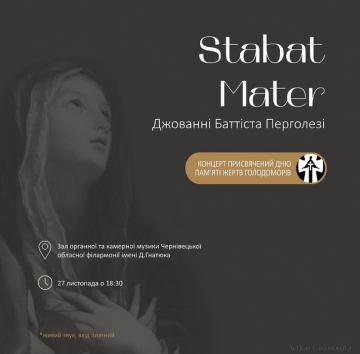 Stabat
Mater
Джованні Баттіста Перголезі
КОНЦЕРТ ПРИСВЯЧЕНИЙ ДНЮ
ПАМ'ЯТІ ЖЕРТВ ГОЛОДОМОРІВ
Зал органної та камерної музики Чернівецької
обласної філармонії імені Д.Гнатюка
27 листопада о 18:30
*живий звук, вхід платний